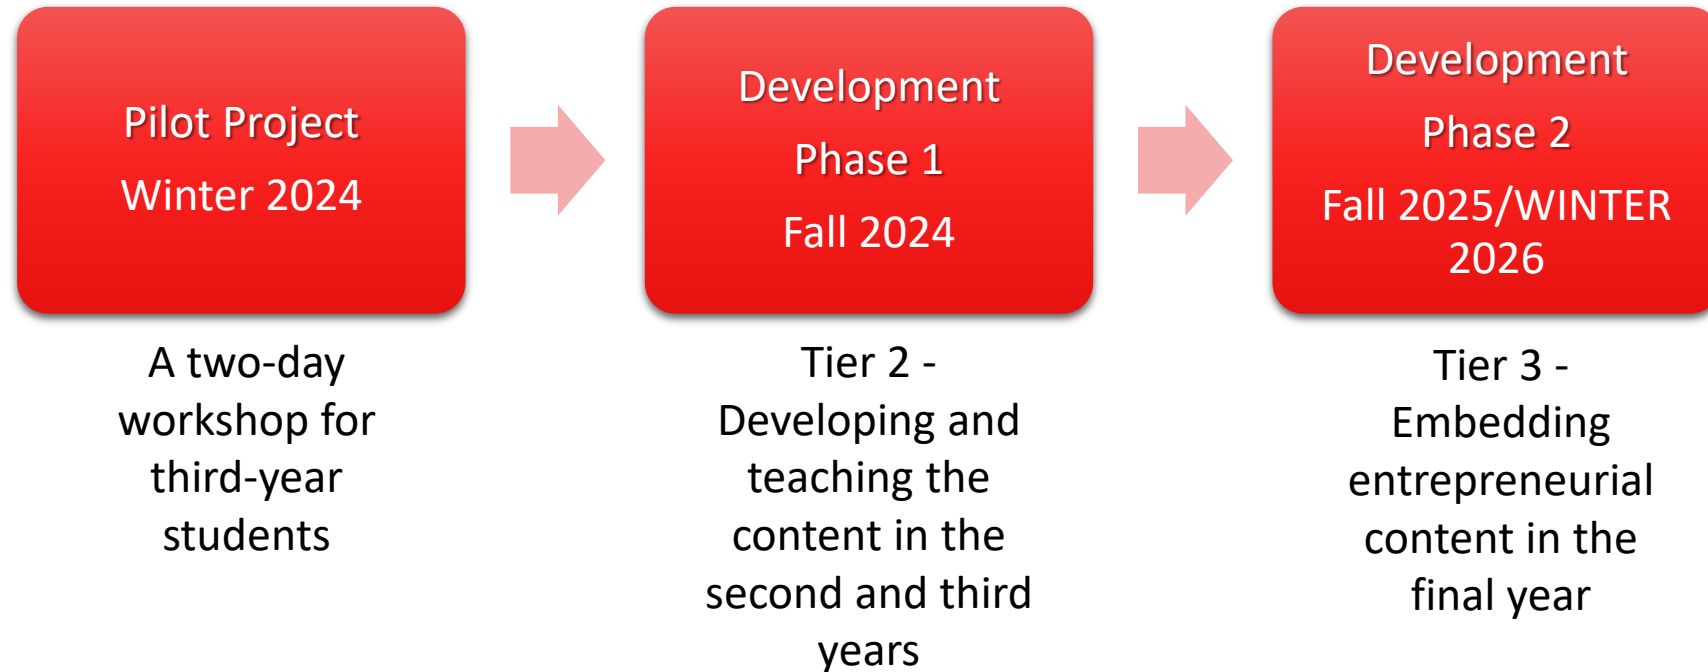 Pilot Project
Winter 2024
Development
Phase 1
Fall 2024
Development
Phase 2
Fall 2025/WINTER
2026
A two-day
workshop for
third-year
students
Tier 2 -
Developing and
teaching the
content in the
second and third
years
Tier 3 -
Embedding
entrepreneurial
content in the
final year